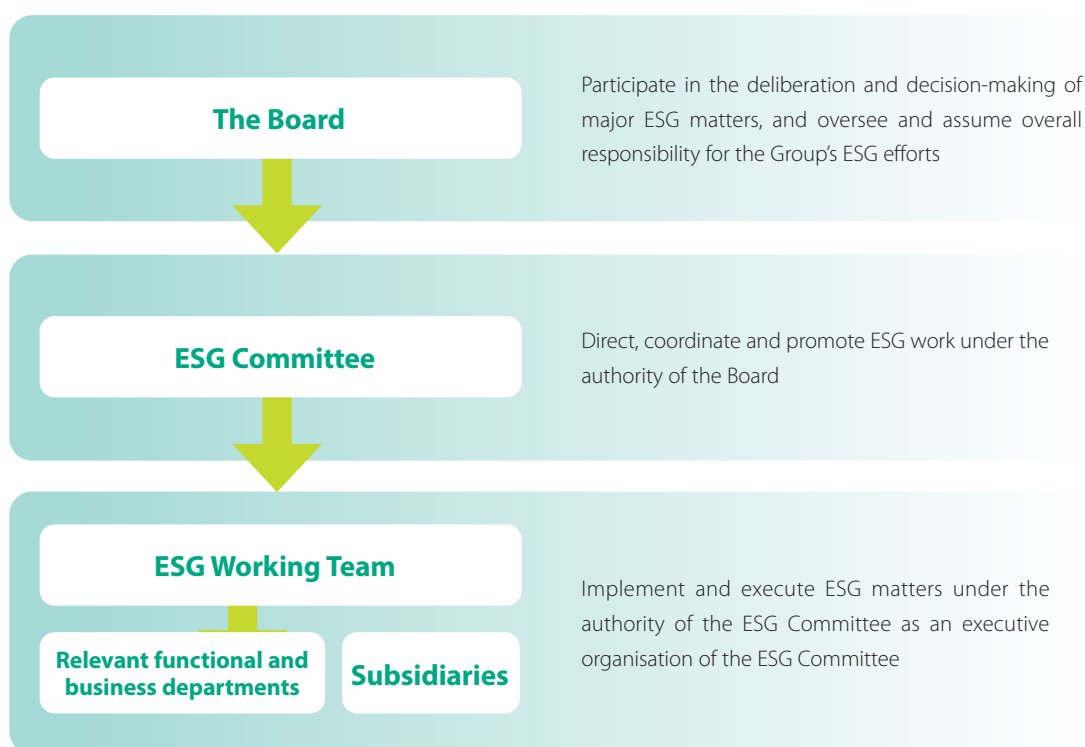 The Board
Participate in the deliberation and decision-making of
major ESG matters, and oversee and assume overall
responsibility for the Group’s ESG efforts
ESG Committee
Direct, coordinate and promote ESG work under the
authority of the Board
ESG Working Team
Relevant functional and
business departments
Subsidiaries
Implement and execute ESG matters under the
authority of the ESG Committee as an executive
organisation of the ESG Committee